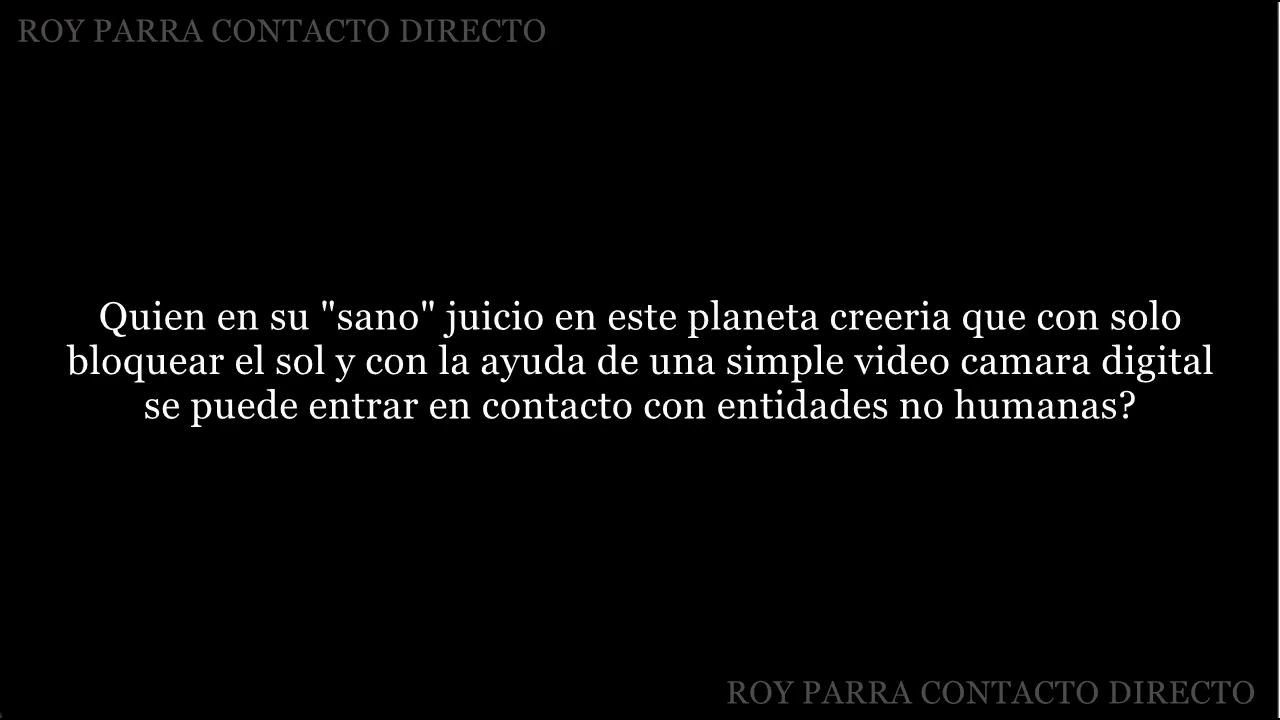 ROY PARRA CONTACTO DIRECTO
Quien en su "sano" juicio en este planeta creeria que con solo
bloquear el sol y con la ayuda de una simple video camara digital
se puede entrar en contacto con entidades no humanas?
ROY PARRA CONTACTO DIRECTO